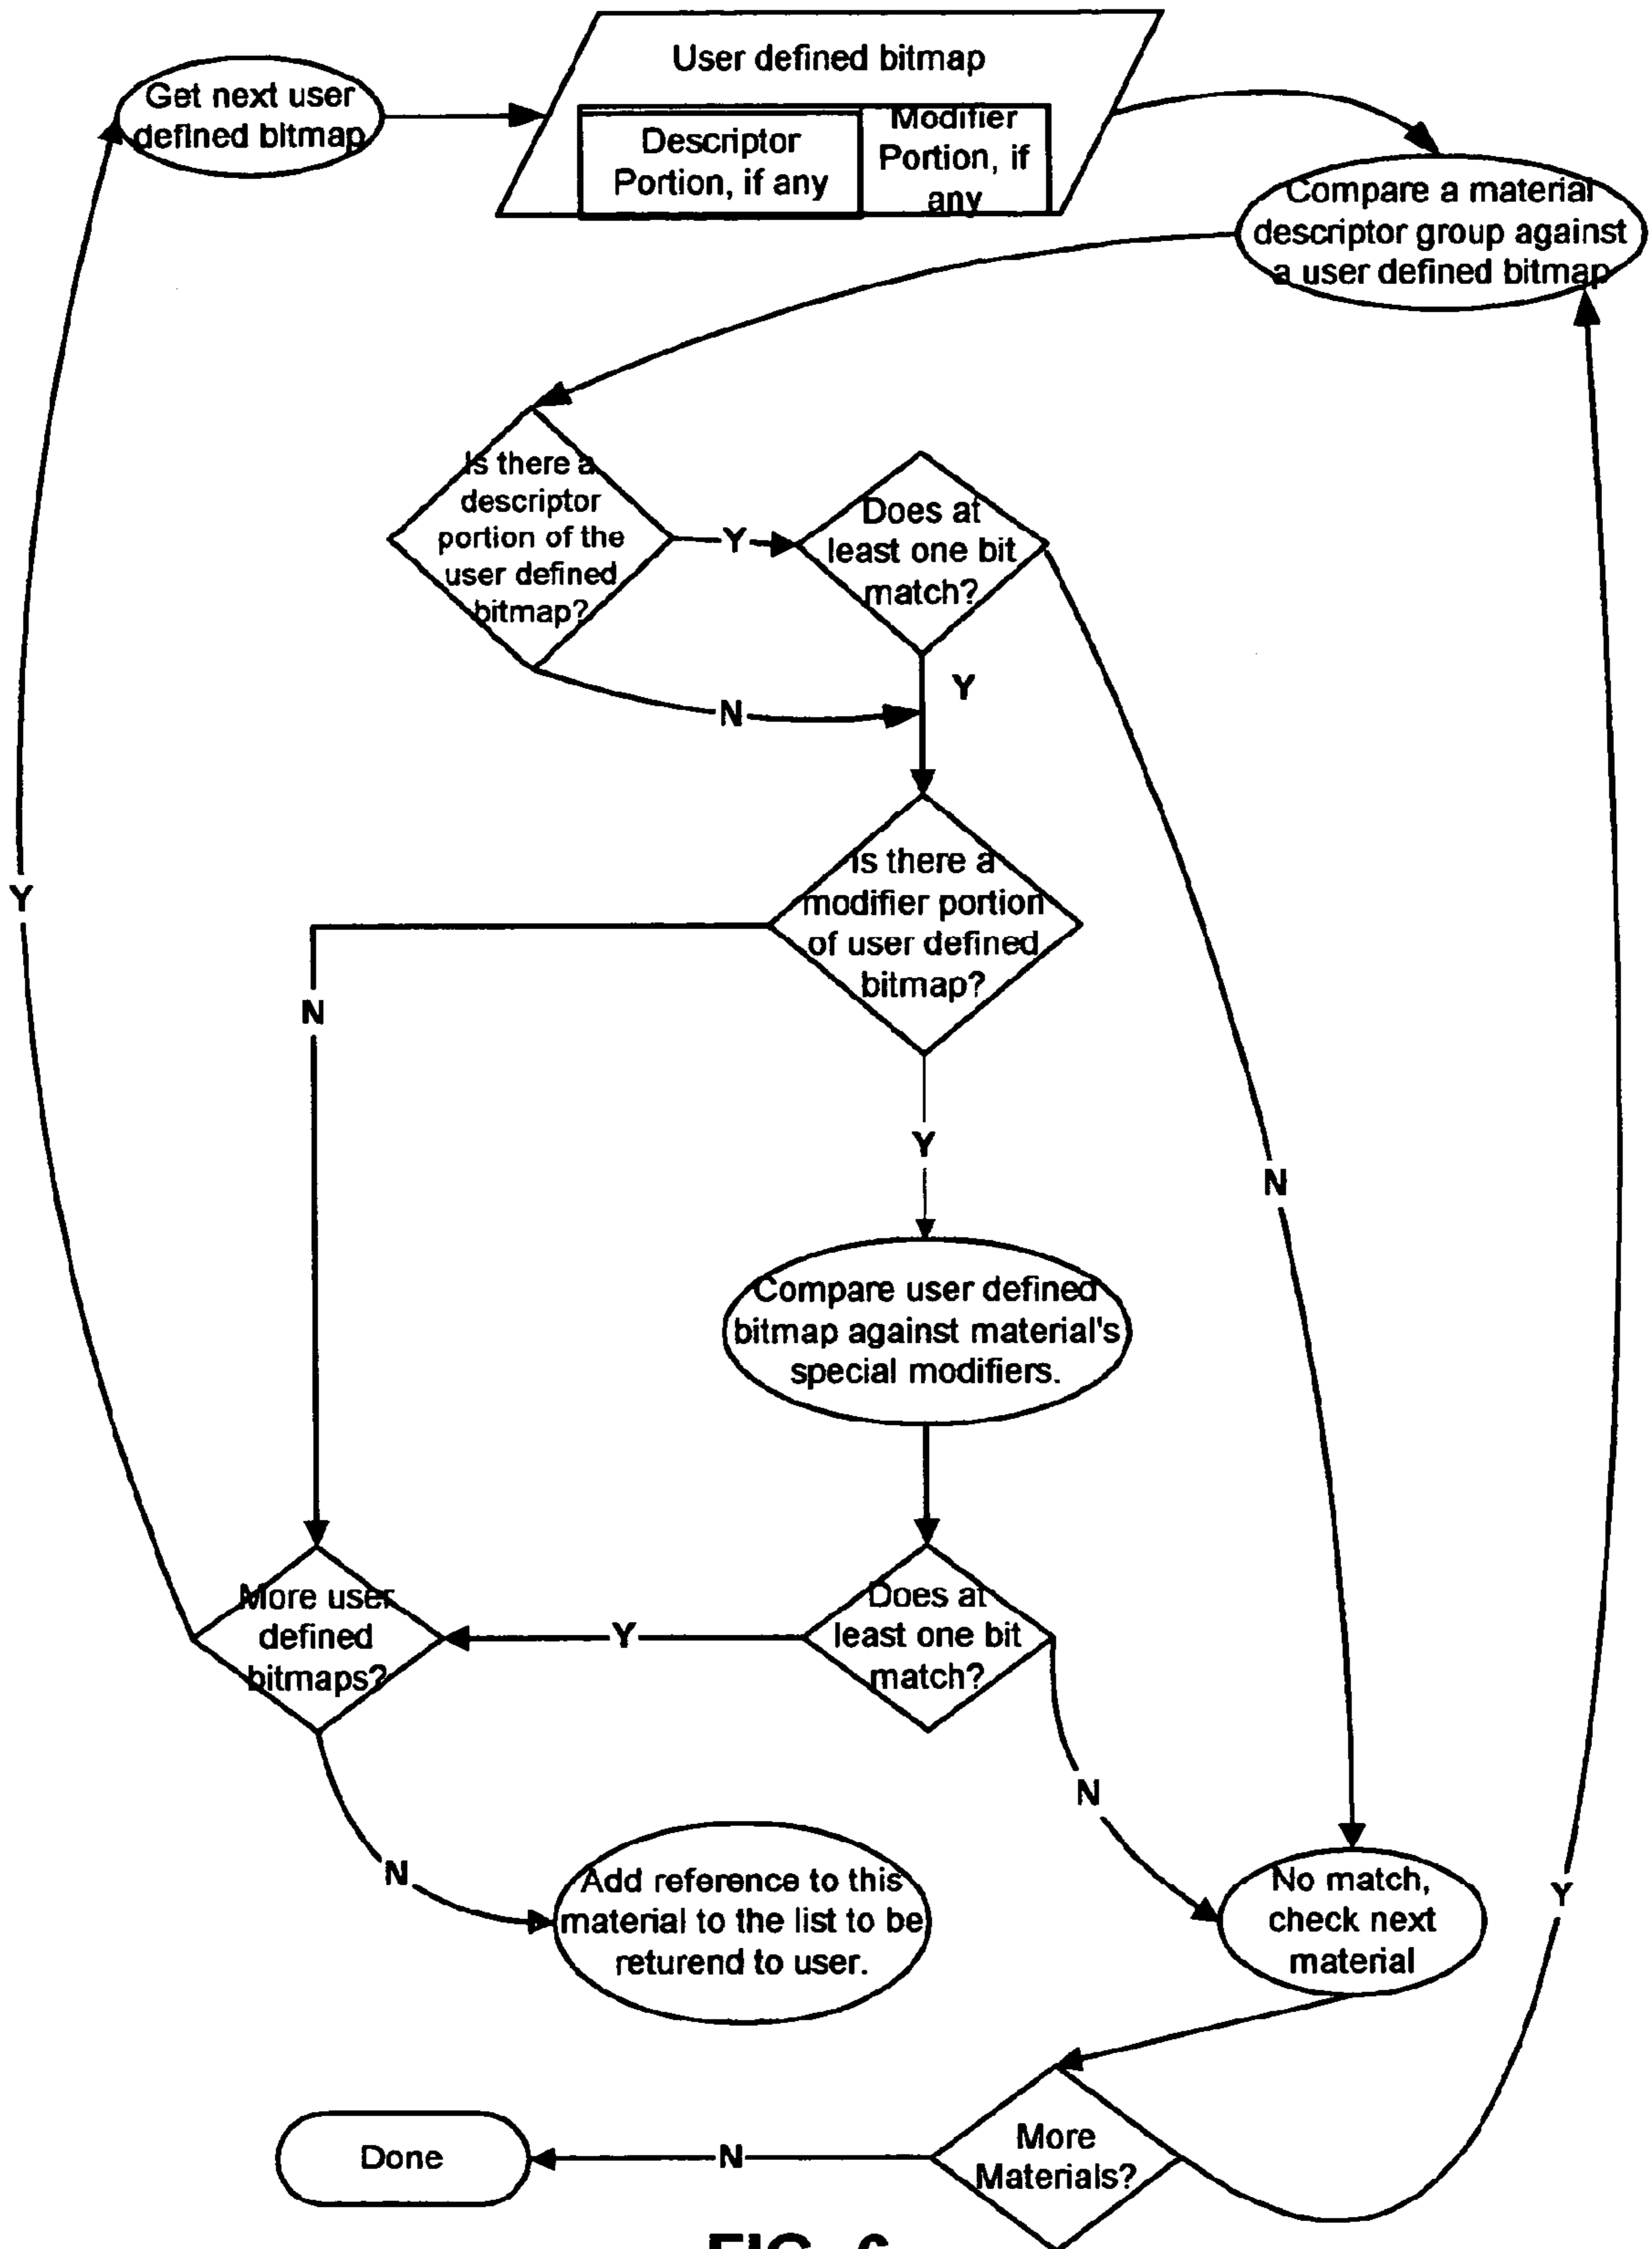 User defined bitmap
Get next user
defined bitmap
Descriptor
Portion, if any
Modifier
Portion, if
any
Compare a material
descriptor group against
a user defined bitmap
Is there a
descriptor
portion of the
user defined
bitmap?
Y
Does at
least one bit
match?
Y
N
Is there a
modifier portion
of user defined
bitmap?
Y
N
Y
N
Compare user defined
bitmap against material's
special modifiers.
More user
defined
bitmaps?
Y
Does at
least one bit
match?
N
N
Add reference to this
material to the list to be
returend to user.
No match,
check next
material
Y
Done
N
More
Materials?
FIG. 6